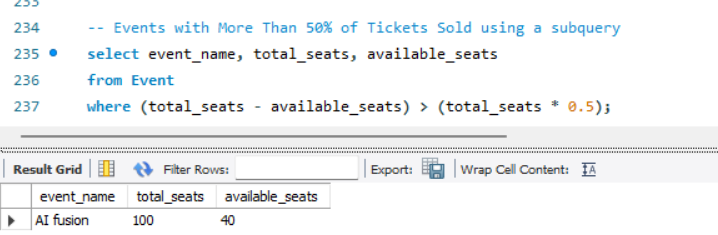 233
234 -- Events with More Than 50% of Tickets Sold using a subquery
235 select event_name, total_seats, available_seats
236 from Event
237 where (total_seats - available_seats) > (total_seats * 0.5);
Result Grid Filter Rows: Export: Wrap Cell Content: IA
event_name total_seats available_seats
AI fusion 100 40